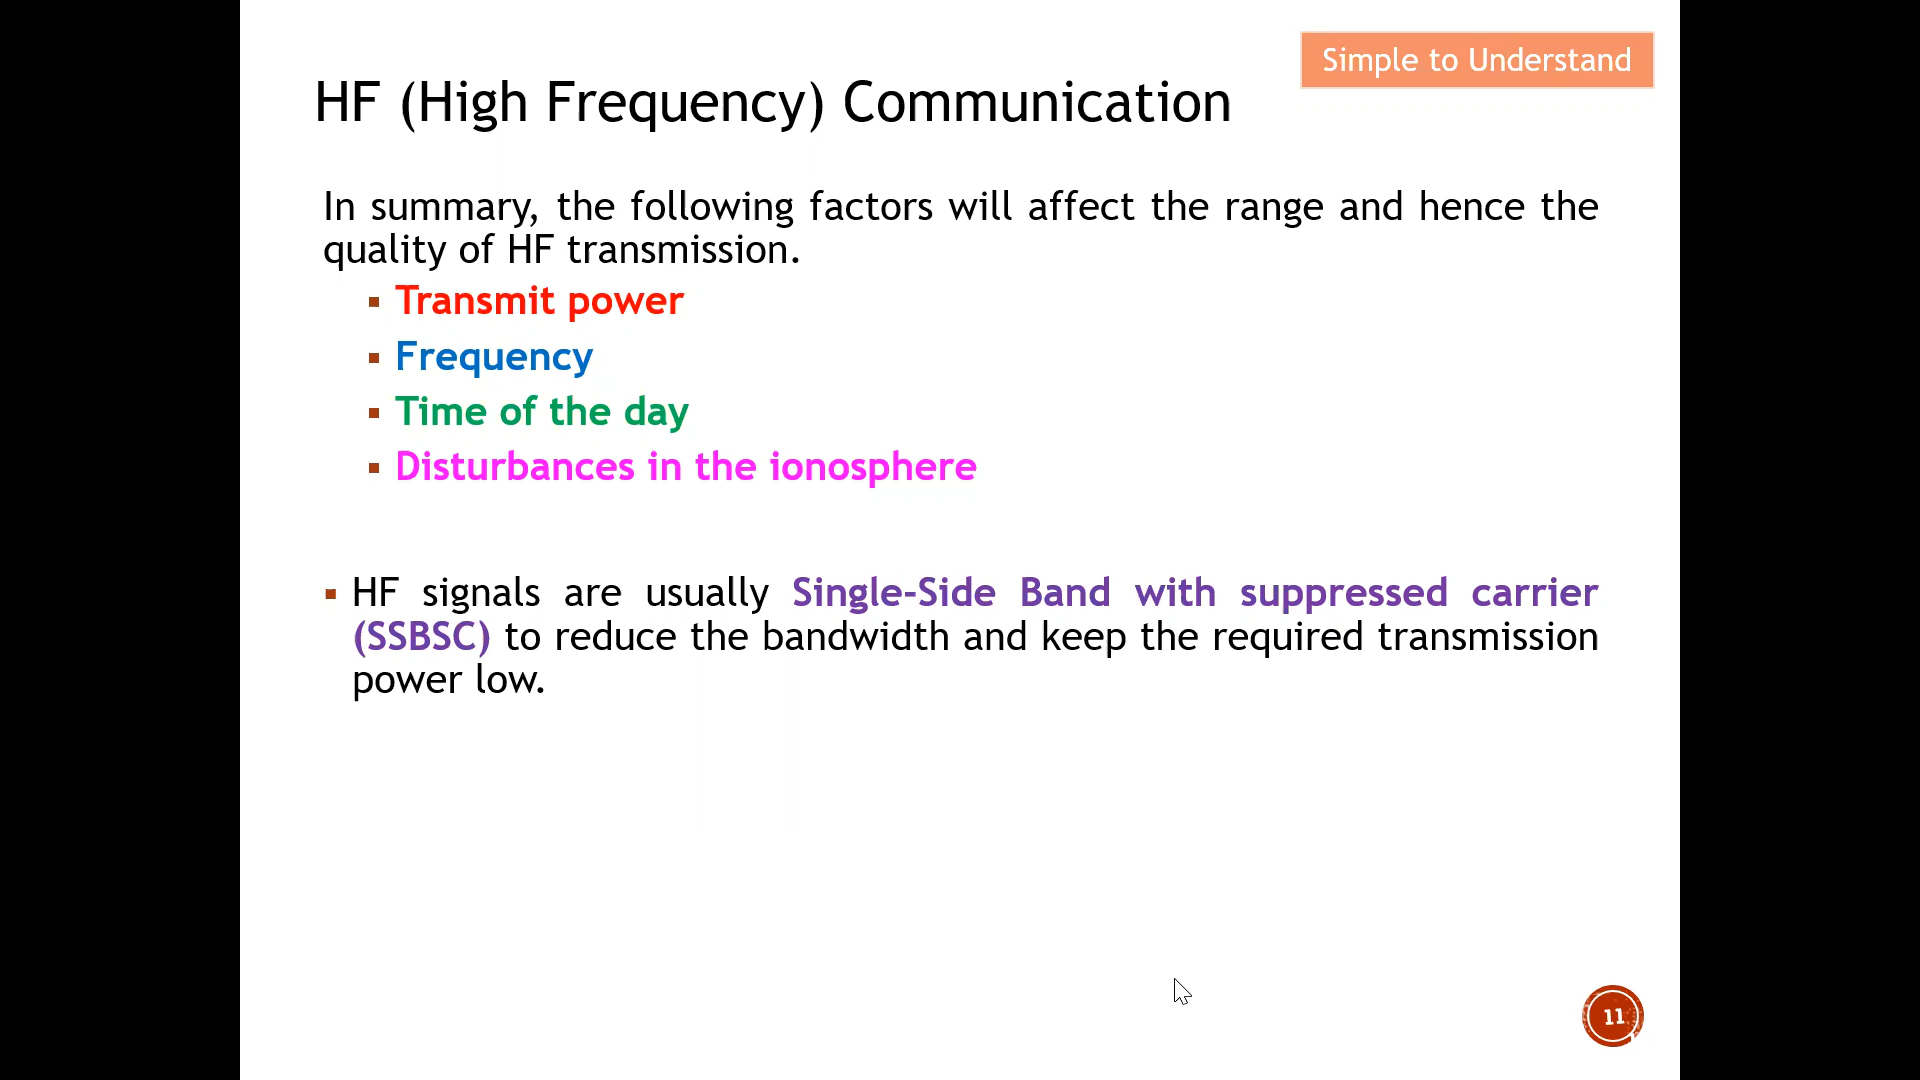 Simple to Understand
HF (High Frequency) Communication
In summary, the following factors will affect the range and hence the
quality of HF transmission.
▪ Transmit power
▪ Frequency
▪ Time of the day
▪ Disturbances in the ionosphere
▪ HF signals are usually Single-Side Band with suppressed carrier
(SSBSC) to reduce the bandwidth and keep the required transmission
power low.
11